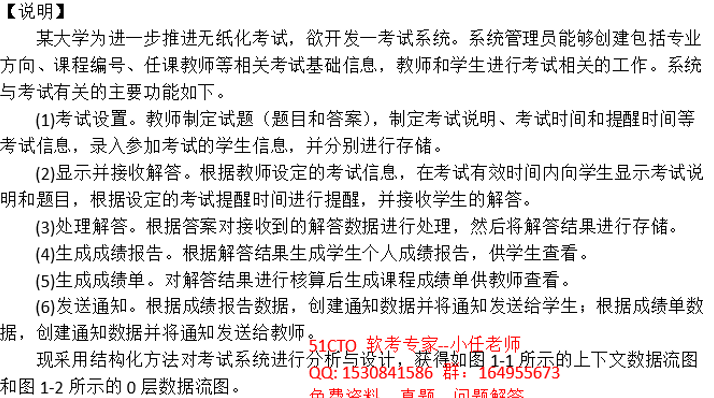 【说明】
某大学为进一步推进无纸化考试，欲开发一考试系统。系统管理员能够创建包括专业
方向、课程编号、任课教师等相关考试基础信息，教师和学生进行考试相关的工作。系统
与考试有关的主要功能如下。
(1)考试设置。教师制定试题（题目和答案），制定考试说明、考试时间和提醒时间等
考试信息，录入参加考试的学生信息，并分别进行存储。
(2)显示并接收解答。根据教师设定的考试信息，在考试有效时间内向学生显示考试说
明和题目，根据设定的考试提醒时间进行提醒，并接收学生的解答。
(3)处理解答。根据答案对接收到的解答数据进行处理，然后将解答结果进行存储。
(4)生成成绩报告。根据解答结果生成学生个人成绩报告，供学生查看。
(5)生成成绩单。对解答结果进行核算后生成课程成绩单供教师查看。
(6)发送通知。根据成绩报告数据，创建通知数据并将通知发送给学生；根据成绩单数
据，创建通知数据并将通知发送给教师。
51CTO 软考专家--小任老师
现采用结构化方法对考试系统进行分析与设计，获得如图 1-1 所示的上下文数据流图
QQ: 1530841586 群：164955673
和图 1-2 所示的 0 层数据流图。
免费资料、真题、问题解答